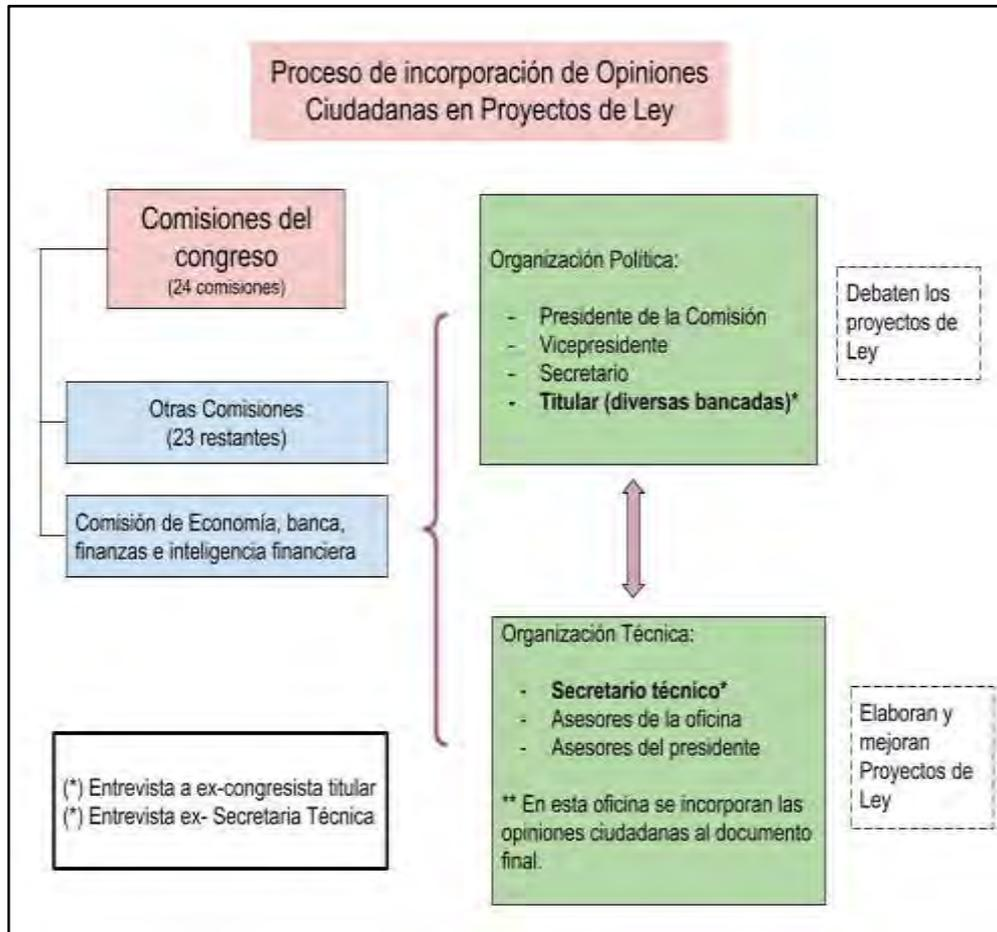 Proceso de incorporación de Opiniones
Ciudadanas en Proyectos de Ley
Comisiones del
congreso
(24 comisiones)
Otras Comisiones
(23 restantes)
Comisión de Economía, banca,
finanzas e inteligencia financiera
(*) Entrevista a ex-congresista titular
(*) Entrevista ex- Secretaria Técnica
Organización Política:
- Presidente de la Comisión
- Vicepresidente
- Secretario
- Titular (diversas bancadas)*
Debaten los
proyectos de
Ley
Organización Técnica:
- Secretario técnico*
- Asesores de la oficina
- Asesores del presidente
** En esta oficina se incorporan las
opiniones ciudadanas al documento
final.
Elaboran y
mejoran
Proyectos de
Ley